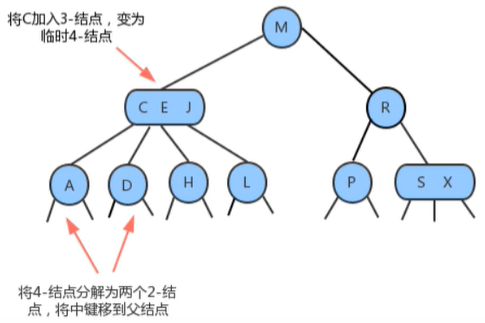 将C加入3-结点，变为
临时4-结点
M
C E J
R
A
D
H
L
P
S X
将4-结点分解为两个2-结
点，将中键移到父结点